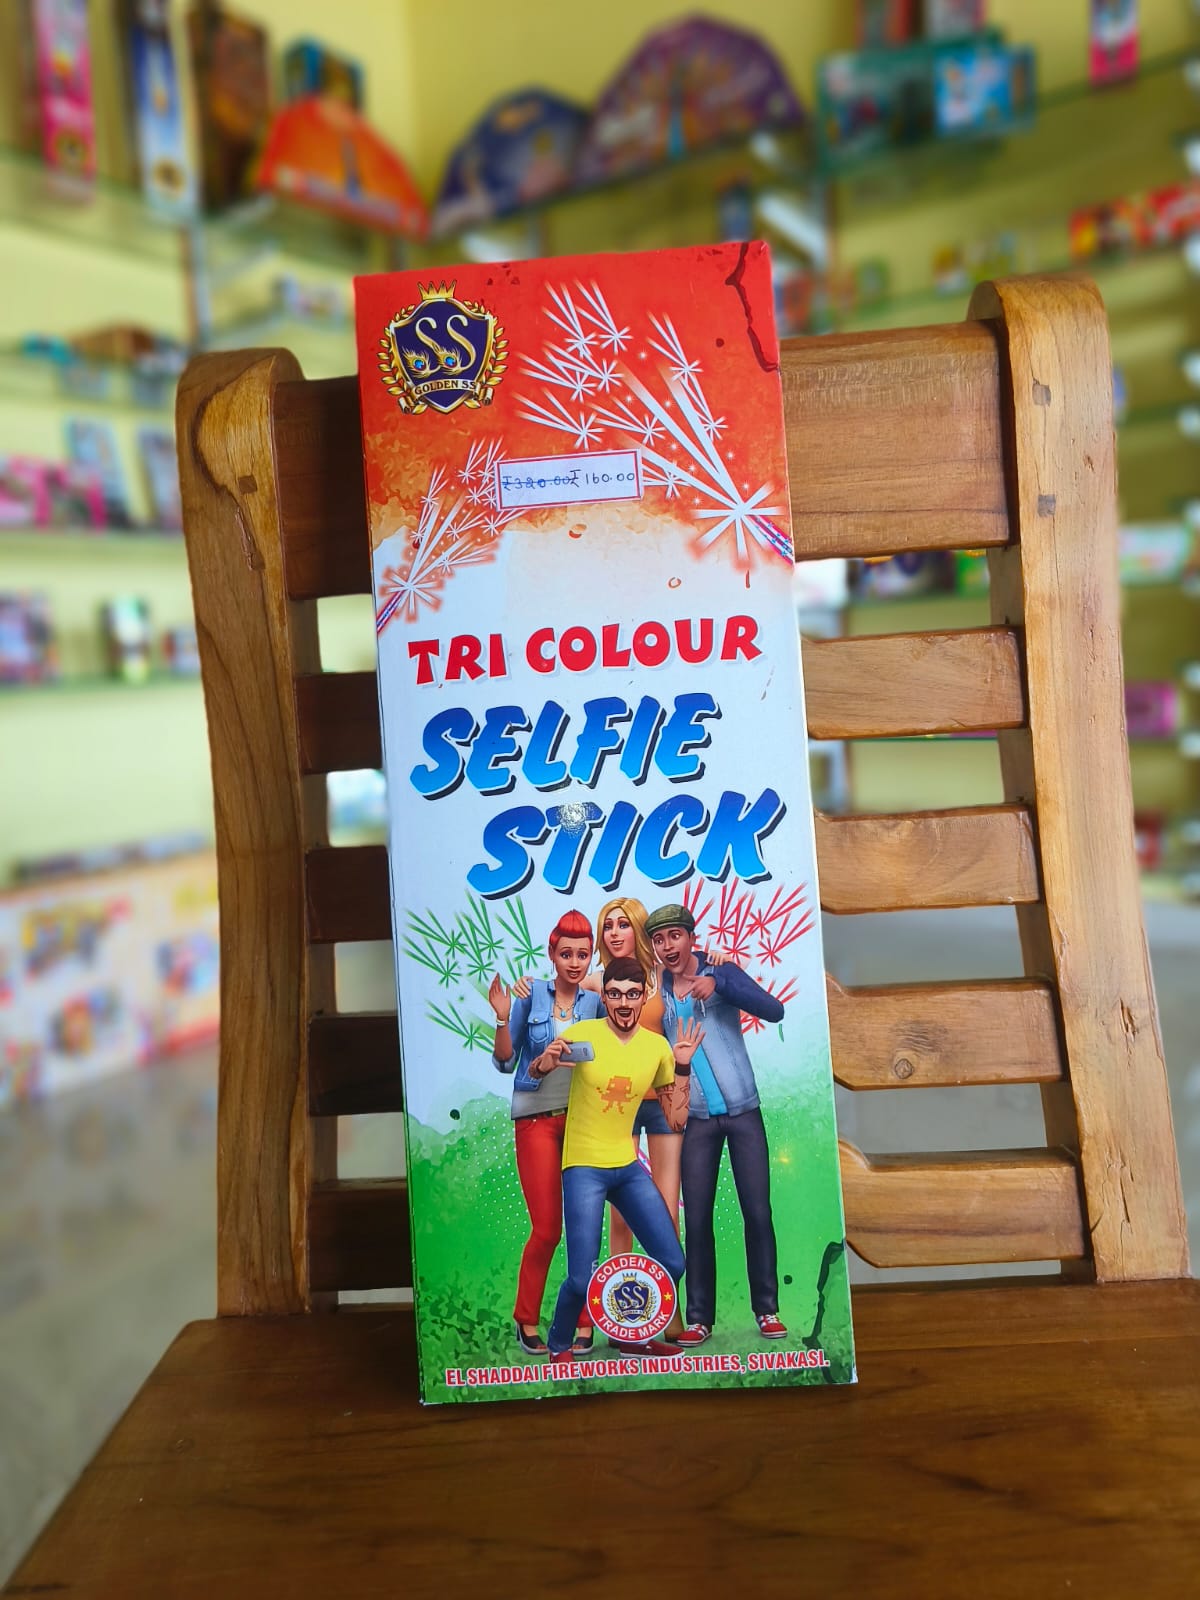 SS
GOLDEN SS
₹320.00 ₹160.00
TRI COLOUR
SELFIE
STICK
GOLDEN SS
SS
TRADE MARK
EL SHADDAI FIREWORKS INDUSTRIES, SIVAKASI.